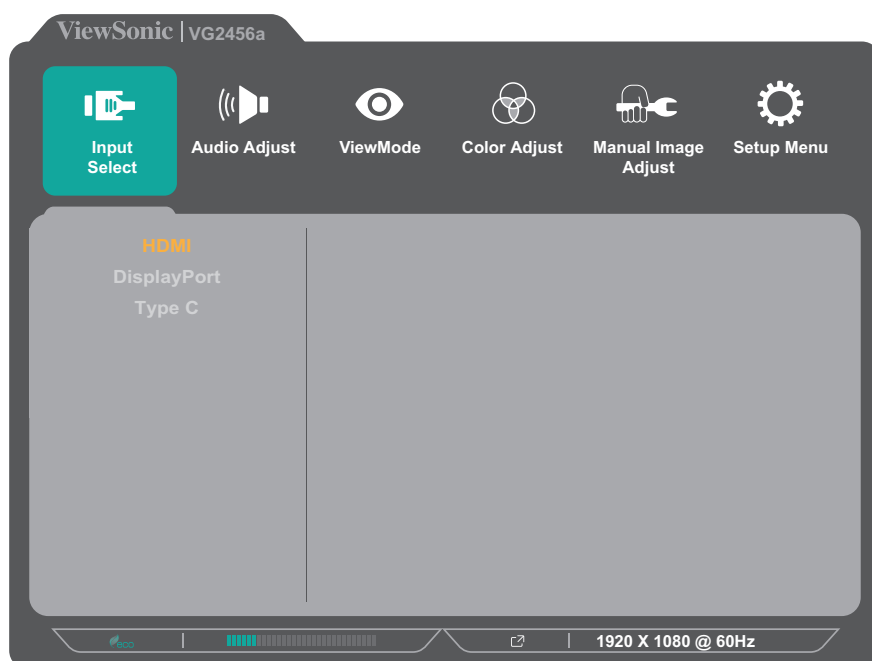 ViewSonic | VG2456a
Input
Select
Audio Adjust
ViewMode
Color Adjust
Manual Image
Adjust
Setup Menu
HDMI
DisplayPort
Type C
eco
1920 X 1080 @ 60Hz